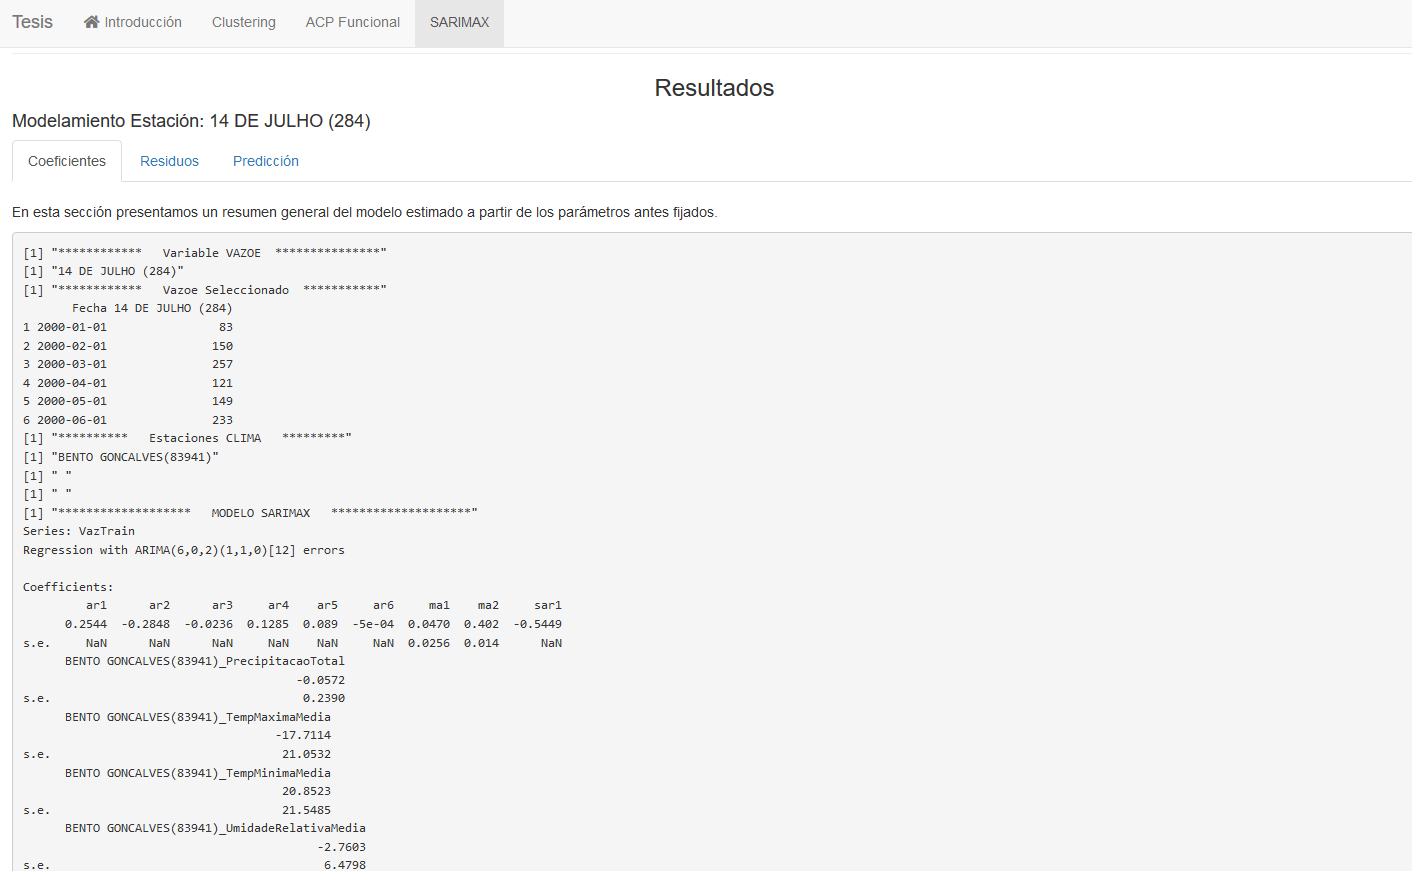 Tesis Introducción Clustering ACP Funcional SARIMAX
Resultados
Modelamiento Estación: 14 DE JULHO (284)
Coeficientes Residuos Predicción
En esta sección presentamos un resumen general del modelo estimado a partir de los parámetros antes fijados.
[1] "************   Variable VAZOE  ***************"
[1] "14 DE JULHO (284)"
[1] "************   Vazoe Seleccionado  ***********"
       Fecha 14 DE JULHO (284)
1 2000-01-01                83
2 2000-02-01               150
3 2000-03-01               257
4 2000-04-01               121
5 2000-05-01               149
6 2000-06-01               233
[1] "**********   Estaciones CLIMA   *********"
[1] "BENTO GONCALVES(83941)"
[1] " "
[1] " "
[1] "*******************   MODELO SARIMAX   ********************"
Series: VazTrain
Regression with ARIMA(6,0,2)(1,1,0)[12] errors
Coefficients:
         ar1      ar2      ar3     ar4    ar5     ar6     ma1    ma2     sar1
      0.2544  -0.2848  -0.0236  0.1285  0.089  -5e-04  0.0470  0.402  -0.5449
s.e.     NaN      NaN      NaN     NaN    NaN     NaN  0.0256  0.014      NaN
      BENTO GONCALVES(83941)_PrecipitacaoTotal
                                       -0.0572
s.e.                                    0.2390
      BENTO GONCALVES(83941)_TempMaximaMedia
                                    -17.7114
s.e.                                 21.0532
      BENTO GONCALVES(83941)_TempMinimaMedia
                                     20.8523
s.e.                                 21.5485
      BENTO GONCALVES(83941)_UmidadeRelativaMedia
                                          -2.7603
s.e.                                       6.4798